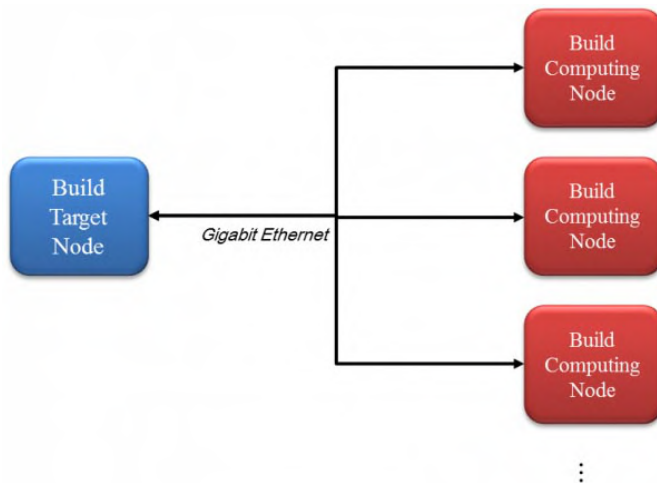 Build
Computing
Node
Build
Target
Node
Gigabit Ethernet
Build
Computing
Node
Build
Computing
Node
⋮